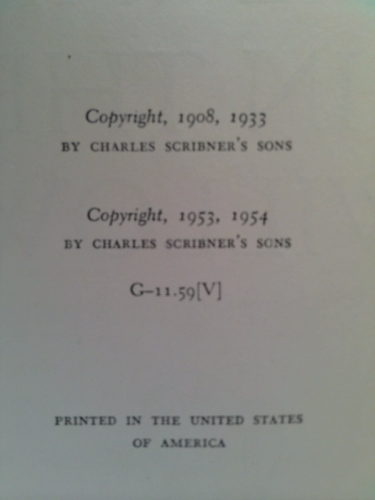 Copyright, 1908, 1933
BY CHARLES SCRIBNER'S SONS
Copyright, 1953, 1954
BY CHARLES SCRIBNER'S SONS
G–11.59[V]
PRINTED IN THE UNITED STATES
OF AMERICA